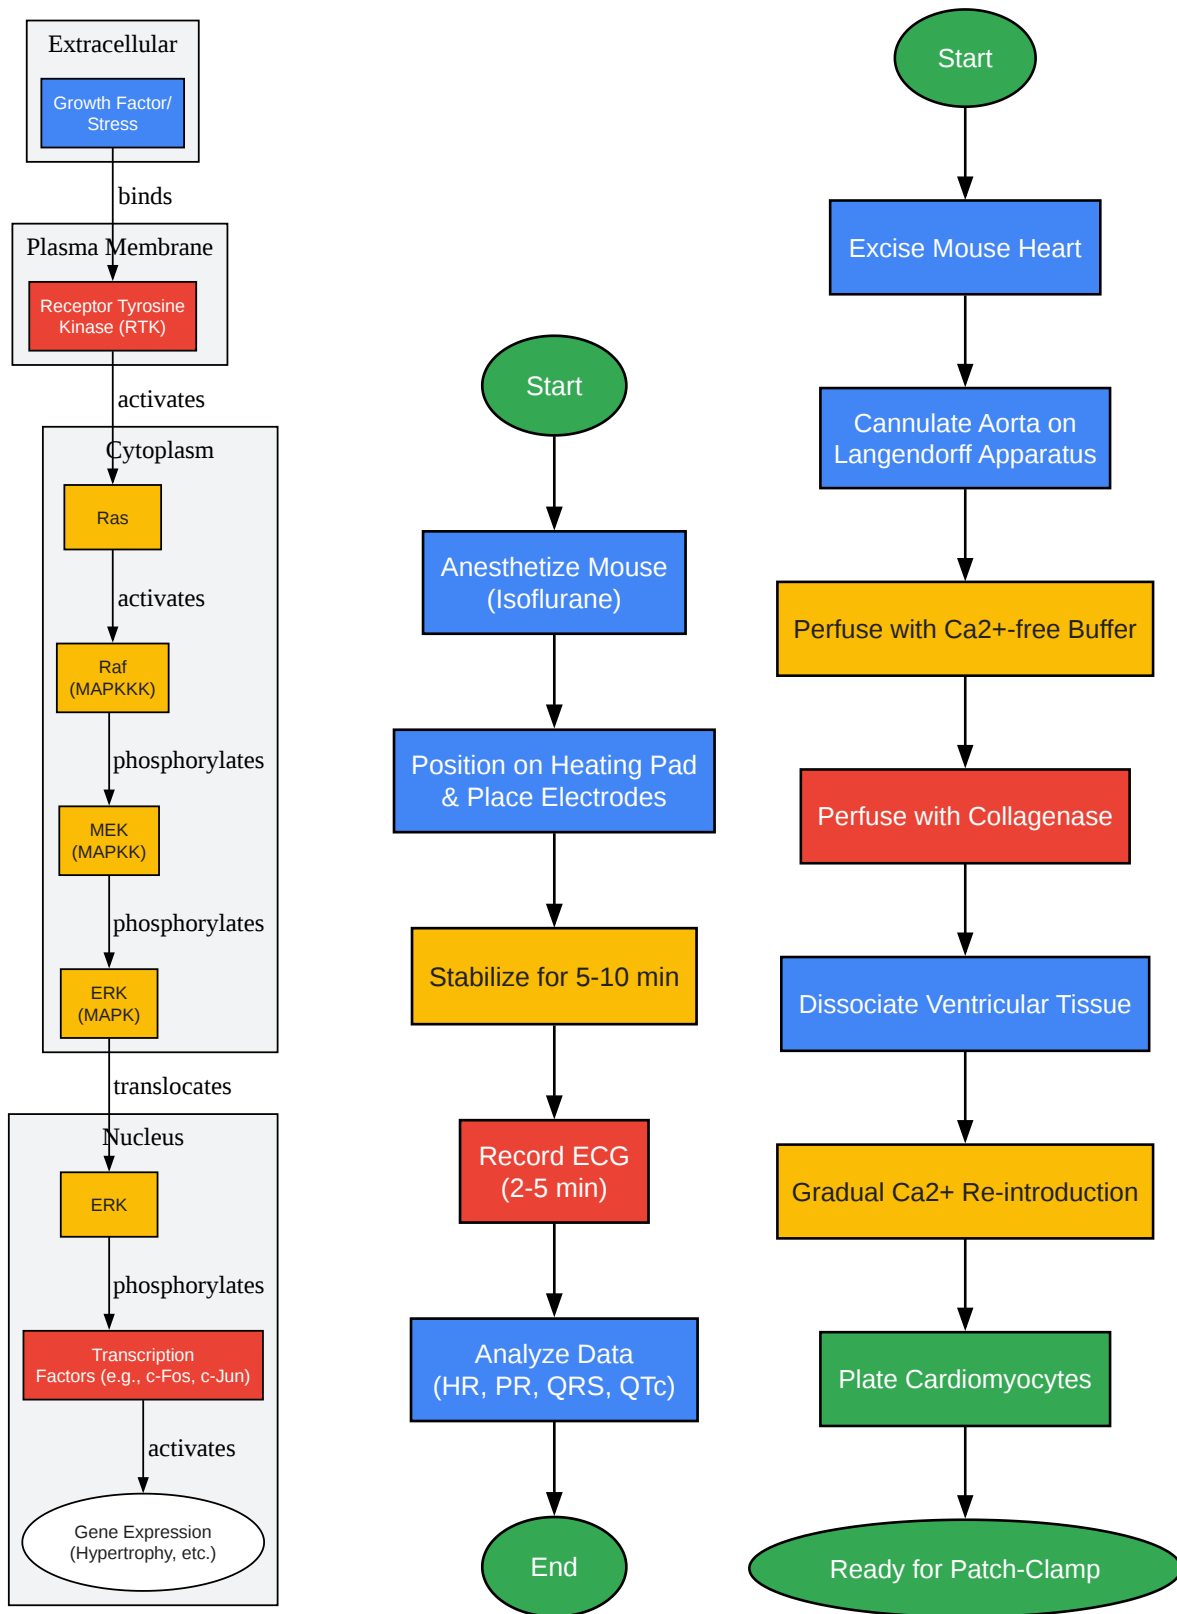 Extracellular
Growth Factor/
Stress
binds
Plasma Membrane
Receptor Tyrosine
Kinase (RTK)
activates
Cytoplasm
Ras
activates
Raf
(MAPKKK)
phosphorylates
MEK
(MAPKK)
phosphorylates
ERK
(MAPK)
translocates
Nucleus
ERK
phosphorylates
Transcription
Factors (e.g., c-Fos, c-Jun)
activates
Gene Expression
(Hypertrophy, etc.)
Start
Anesthetize Mouse
(Isoflurane)
Position on Heating Pad
& Place Electrodes
Stabilize for 5-10 min
Record ECG
(2-5 min)
Analyze Data
(HR, PR, QRS, QTc)
End
Start
Excise Mouse Heart
Cannulate Aorta on
Langendorff Apparatus
Perfuse with Ca2+-free Buffer
Perfuse with Collagenase
Dissociate Ventricular Tissue
Gradual Ca2+ Re-introduction
Plate Cardiomyocytes
Ready for Patch-Clamp